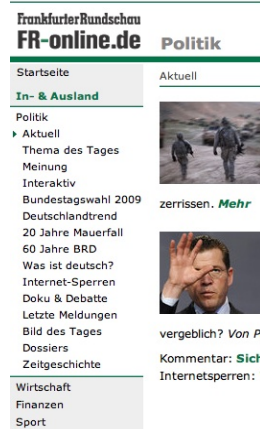 FrankfurterRundschau
FR-online.de
Politik
Startseite
In- & Ausland
Politik
Aktuell
Thema des Tages
Meinung
Interaktiv
Bundestagswahl 2009
Deutschlandtrend
20 Jahre Mauerfall
60 Jahre BRD
Was ist deutsch?
Internet-Sperren
Doku & Debatte
Letzte Meldungen
Bild des Tages
Dossiers
Zeitgeschichte
Wirtschaft
Finanzen
Sport
Aktuell
zerrissen. Mehr
vergeblich? Von P
Kommentar: Sich
Internetsperren: